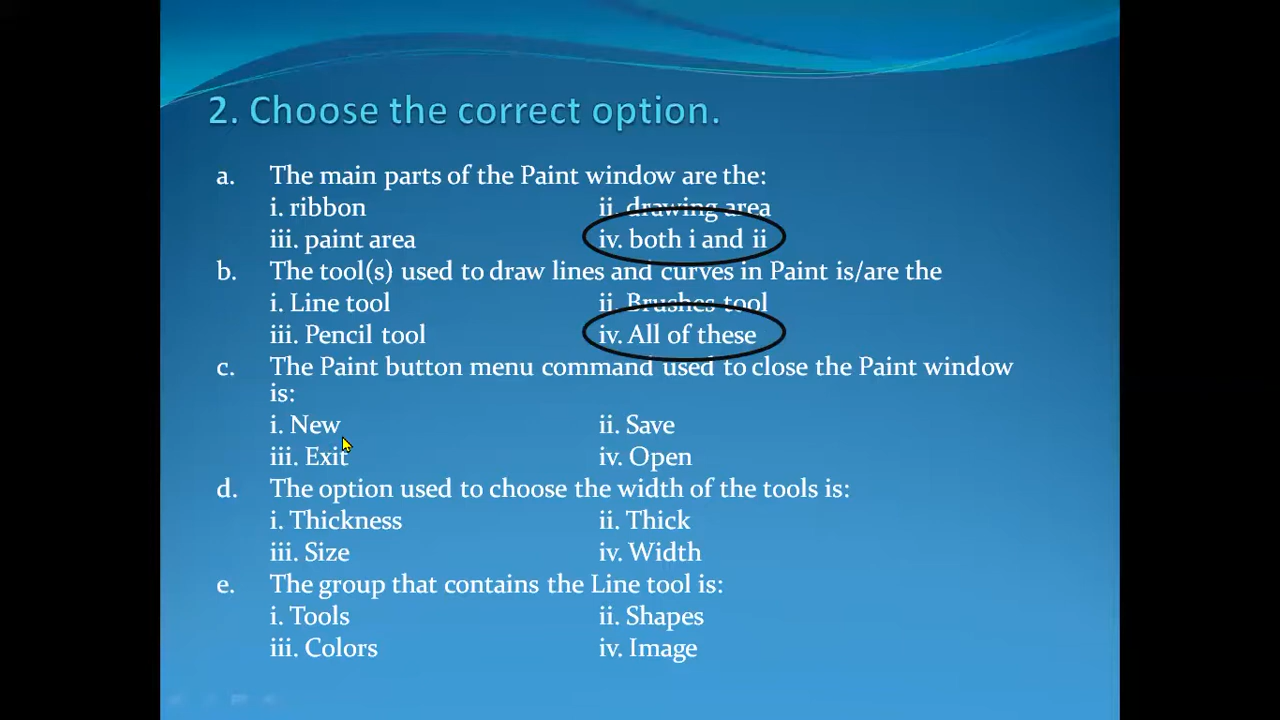 2. Choose the correct option.
a. The main parts of the Paint window are the:
i. ribbon ii. drawing area
iii. paint area iv. both i and ii
b. The tool(s) used to draw lines and curves in Paint is/are the
i. Line tool ii. Brushes tool
iii. Pencil tool iv. All of these
c. The Paint button menu command used to close the Paint window
is:
i. New ii. Save
iii. Exit iv. Open
d. The option used to choose the width of the tools is:
i. Thickness ii. Thick
iii. Size iv. Width
e. The group that contains the Line tool is:
i. Tools ii. Shapes
iii. Colors iv. Image